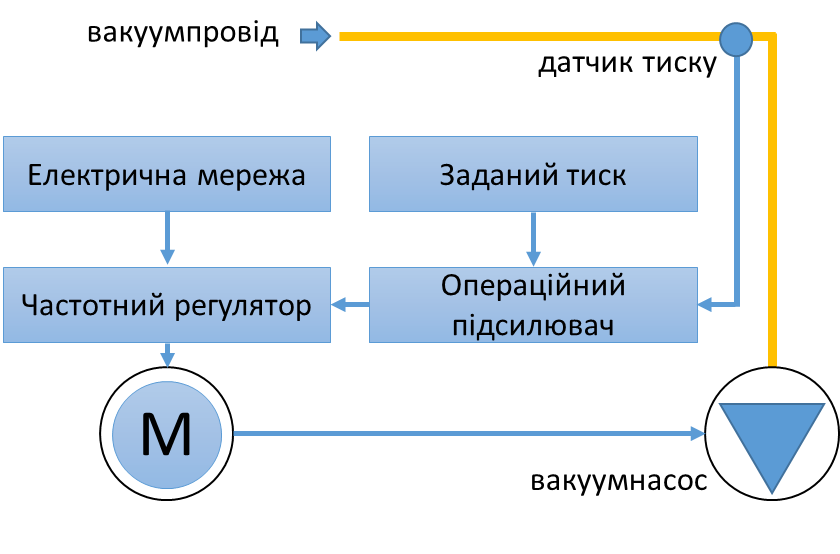 вакуумпровід
датчик тиску
Електрична мережа
Заданий тиск
Частотний регулятор
Операційний
підсилювач
М
вакуумнасос